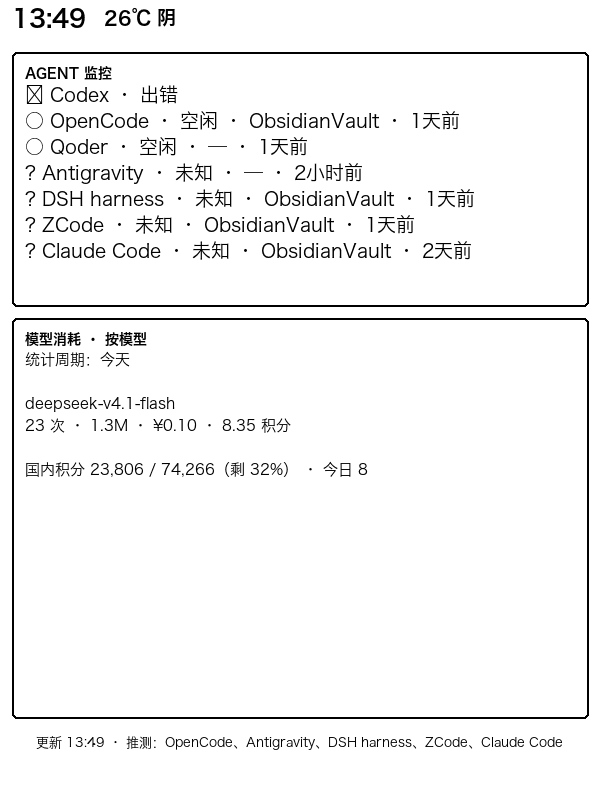 13:49 26℃ 阴
AGENT 监控
☒ Codex · 出错
○ OpenCode · 空闲 · ObsidianVault · 1天前
○ Qoder · 空闲 · — · 1天前
? Antigravity · 未知 · — · 2小时前
? DSH harness · 未知 · ObsidianVault · 1天前
? ZCode · 未知 · ObsidianVault · 1天前
? Claude Code · 未知 · ObsidianVault · 2天前
模型消耗 · 按模型
统计周期：今天
deepseek-v4.1-flash
23 次 · 1.3M · ¥0.10 · 8.35 积分
国内积分 23,806 / 74,266（剩 32%） · 今日 8
更新 13:49 · 推测：OpenCode、Antigravity、DSH harness、ZCode、Claude Code